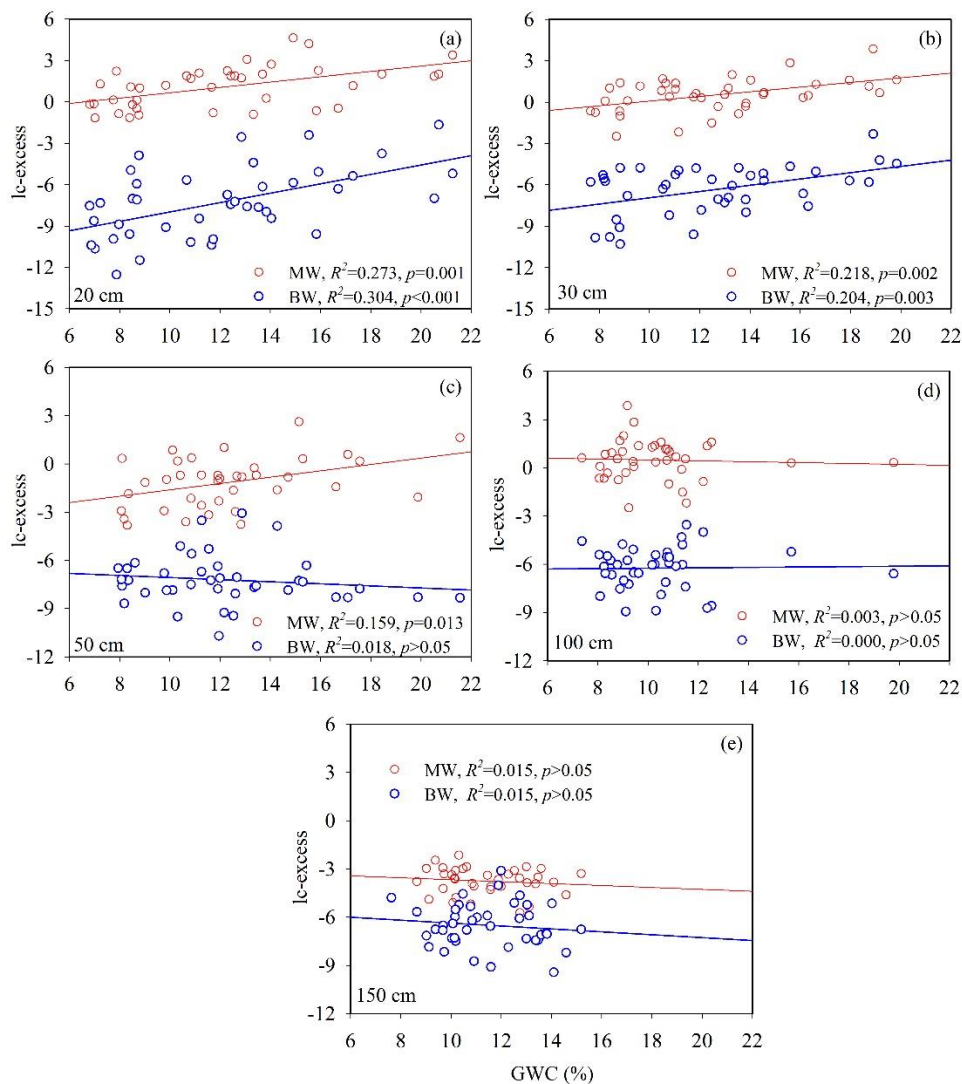 (a)
6
3
0
-3
-6
-9
-12
-15
lc-excess
MW, R²=0.273, p=0.001
BW, R²=0.304, p<0.001
20 cm
6 8 10 12 14 16 18 20 22
(b)
6
3
0
-3
-6
-9
-12
-15
lc-excess
MW, R²=0.218, p=0.002
BW, R²=0.204, p=0.003
30 cm
6 8 10 12 14 16 18 20 22
(c)
6
3
0
-3
-6
-9
-12
lc-excess
MW, R²=0.159, p=0.013
BW, R²=0.018, p>0.05
50 cm
6 8 10 12 14 16 18 20 22
(d)
6
3
0
-3
-6
-9
-12
lc-excess
MW, R²=0.003, p>0.05
BW, R²=0.000, p>0.05
100 cm
6 8 10 12 14 16 18 20 22
(e)
6
3
0
-3
-6
-9
-12
lc-excess
MW, R²=0.015, p>0.05
BW, R²=0.015, p>0.05
150 cm
6 8 10 12 14 16 18 20 22
GWC (%)